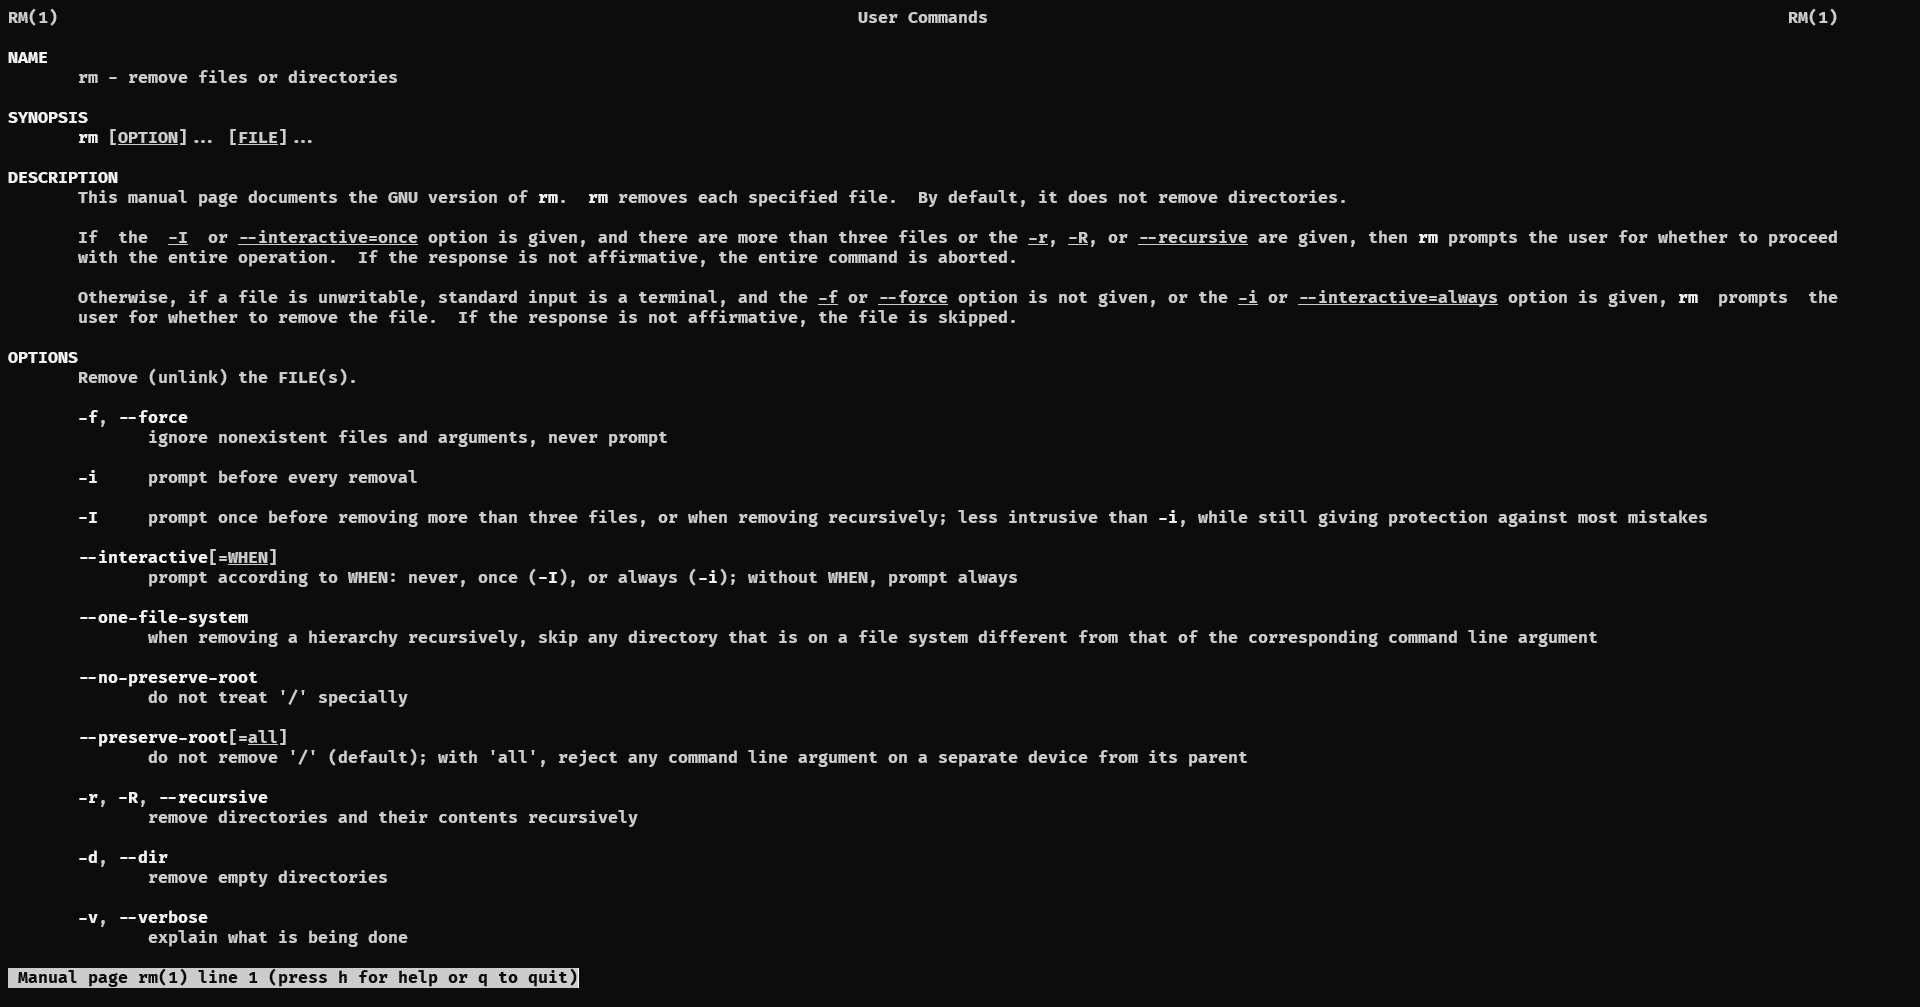 RM(1) User Commands RM(1)
NAME
rm - remove files or directories
SYNOPSIS
rm [OPTION]... [FILE]...
DESCRIPTION
This manual page documents the GNU version of rm.  rm removes each specified file.  By default, it does not remove directories.
If  the  -I  or --interactive=once option is given, and there are more than three files or the -r, -R, or --recursive are given, then rm prompts the user for whether to proceed
with the entire operation.  If the response is not affirmative, the entire command is aborted.
Otherwise, if a file is unwritable, standard input is a terminal, and the -f or --force option is not given, or the -i or --interactive=always option is given, rm  prompts  the
user for whether to remove the file.  If the response is not affirmative, the file is skipped.
OPTIONS
Remove (unlink) the FILE(s).
-f, --force
ignore nonexistent files and arguments, never prompt
-i     prompt before every removal
-I     prompt once before removing more than three files, or when removing recursively; less intrusive than -i, while still giving protection against most mistakes
--interactive[=WHEN]
prompt according to WHEN: never, once (-I), or always (-i); without WHEN, prompt always
--one-file-system
when removing a hierarchy recursively, skip any directory that is on a file system different from that of the corresponding command line argument
--no-preserve-root
do not treat '/' specially
--preserve-root[=all]
do not remove '/' (default); with 'all', reject any command line argument on a separate device from its parent
-r, -R, --recursive
remove directories and their contents recursively
-d, --dir
remove empty directories
-v, --verbose
explain what is being done
Manual page rm(1) line 1 (press h for help or q to quit)